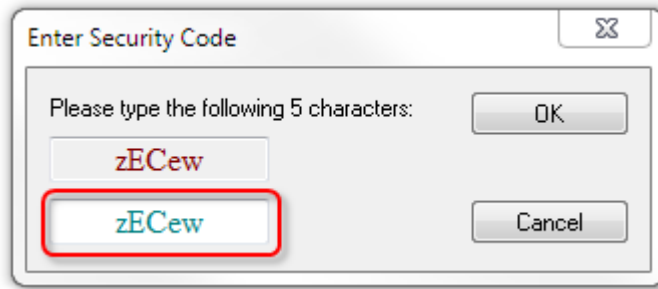 Enter Security Code
Please type the following 5 characters:
OK
zECew
zECew
Cancel